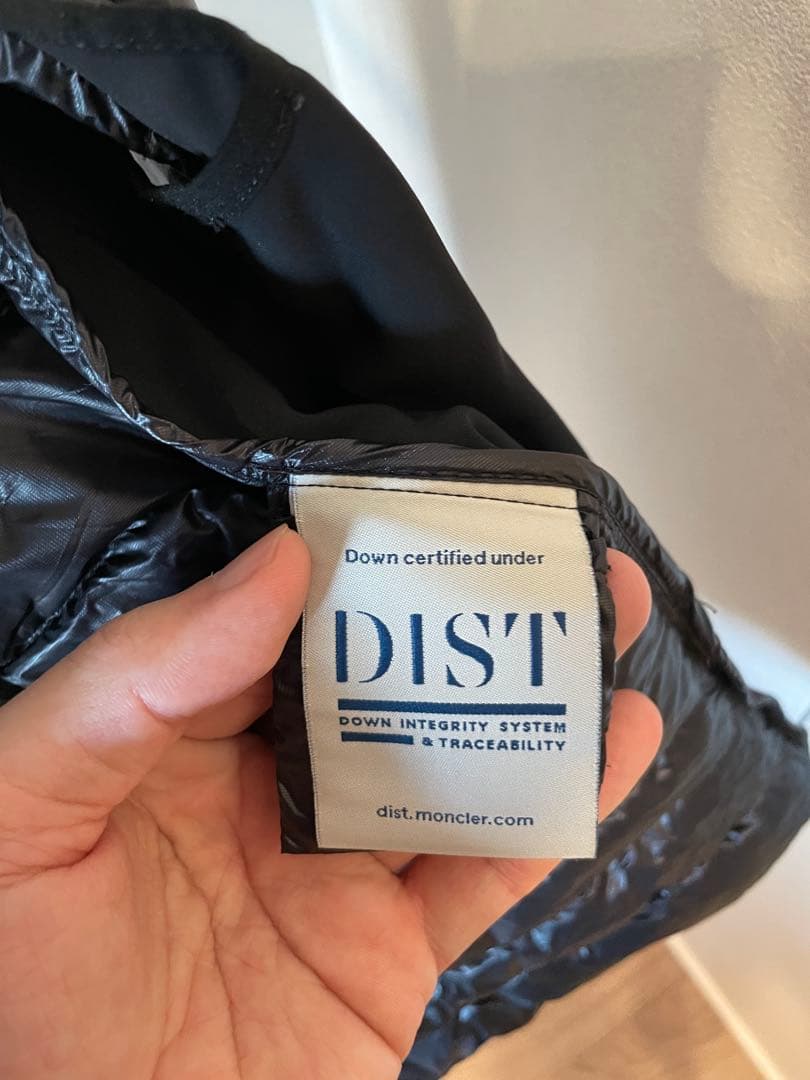 Down certified under
DIST
DOWN INTEGRITY SYSTEM
& TRACEABILITY
dist.moncler.com